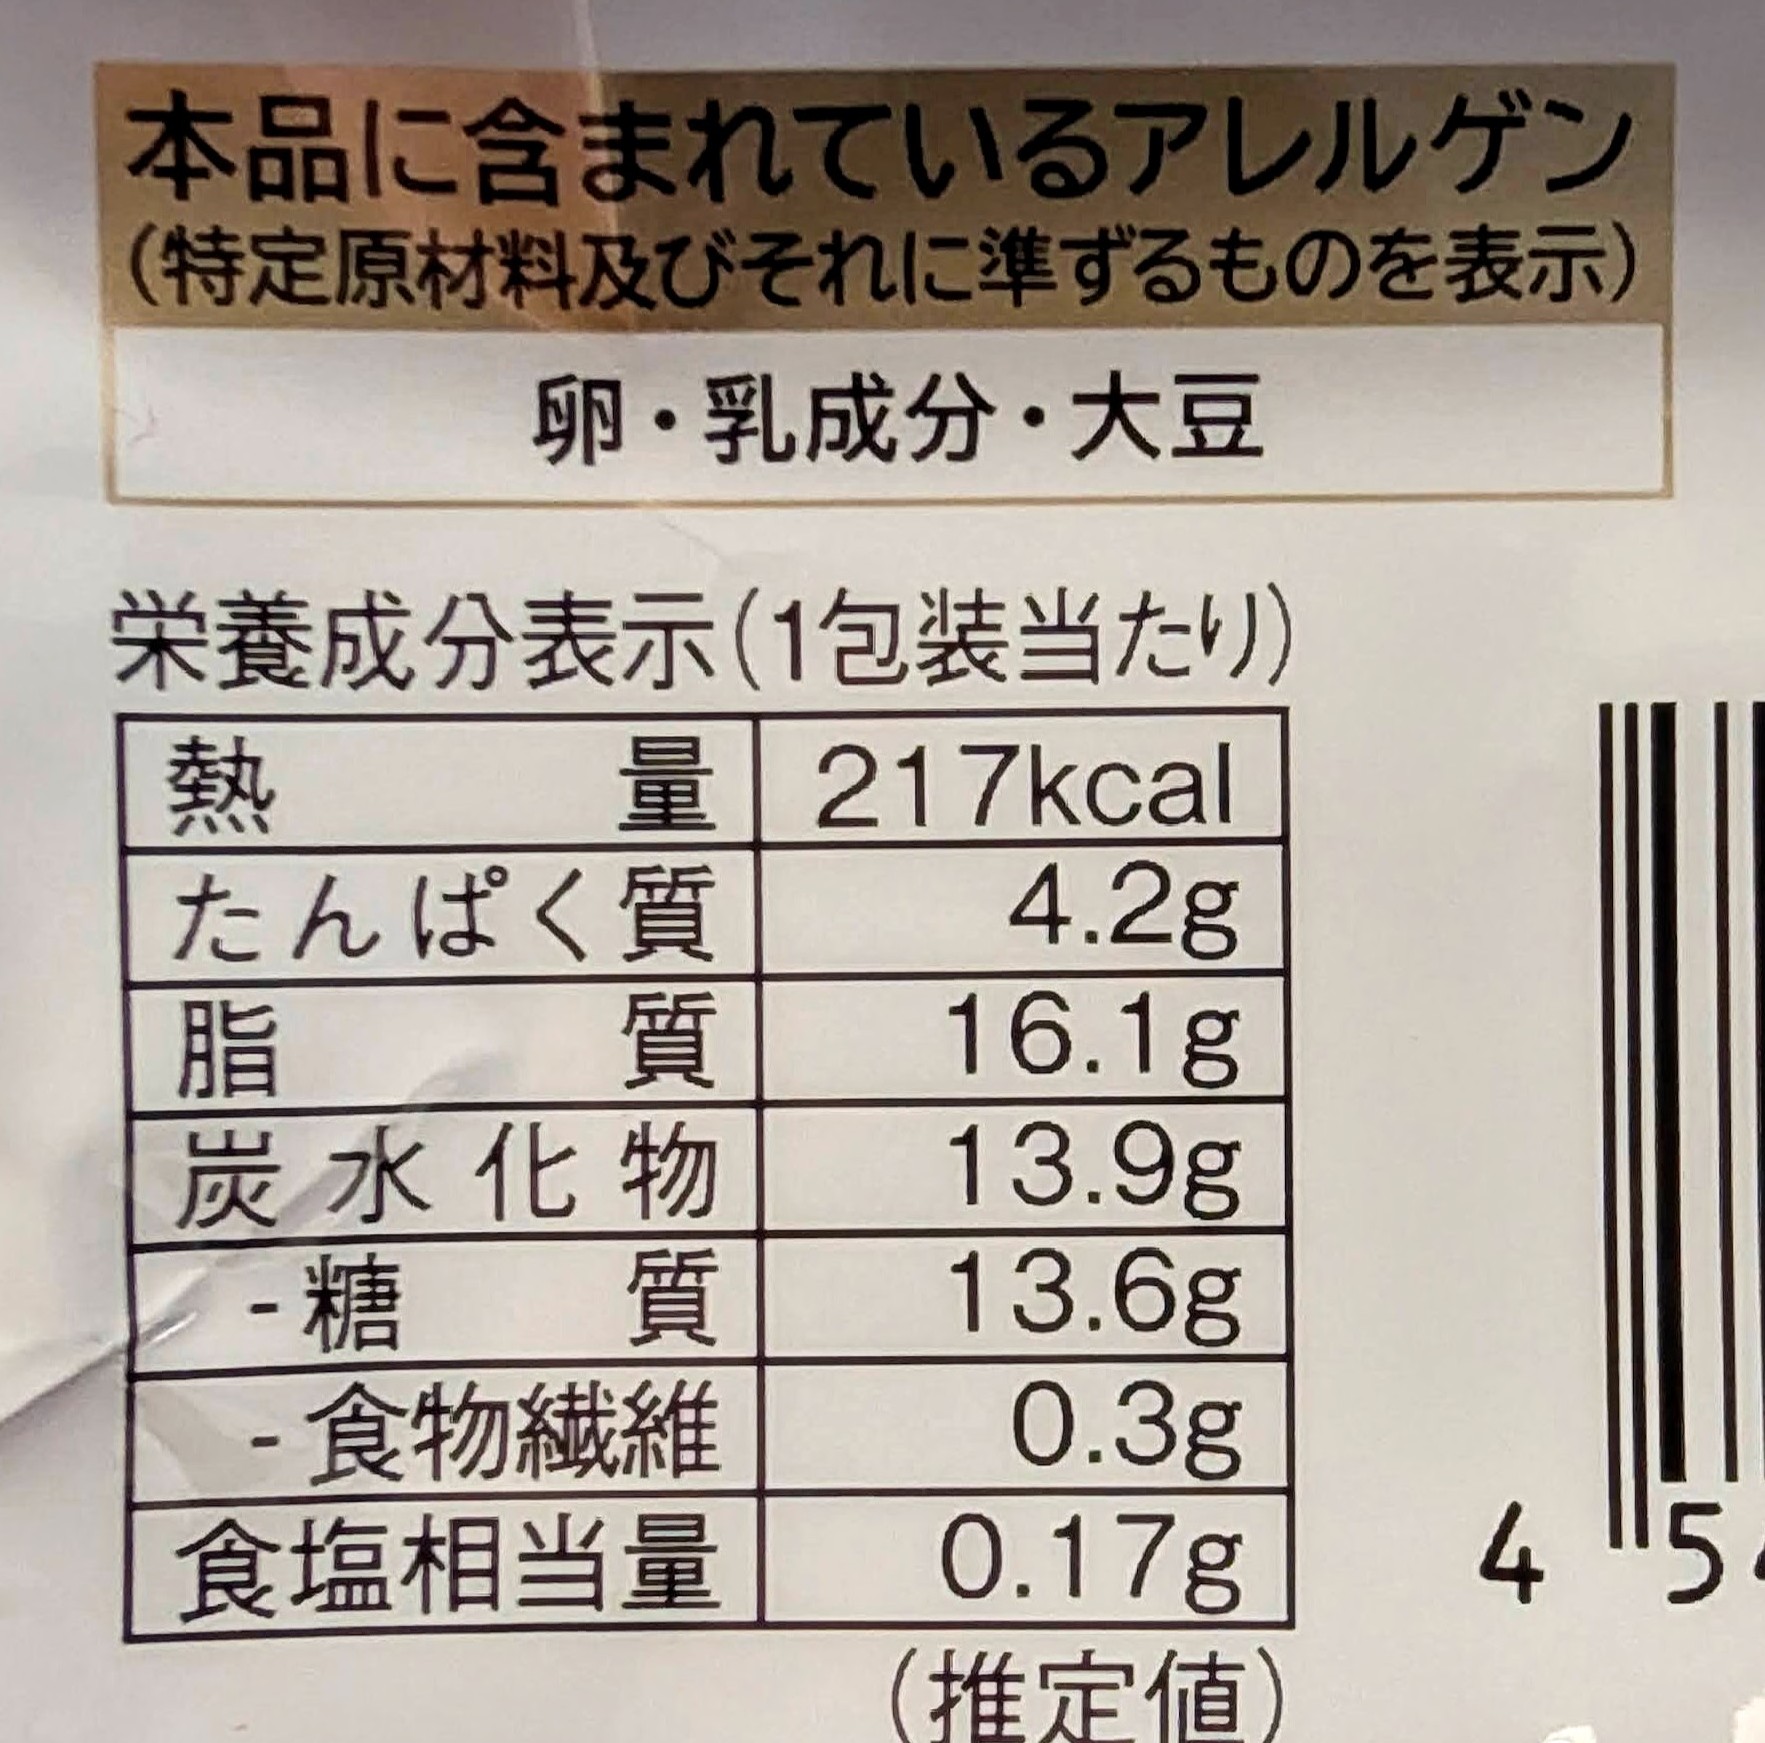 本品に含まれているアレルゲン
(特定原材料及びそれに準ずるものを表示)
卵・乳成分・大豆
栄養成分表示(1包装当たり)
熱量 217kcal
たんぱく質 4.2g
脂質 16.1g
炭水化物 13.9g
-糖質 13.6g
-食物繊維 0.3g
食塩相当量 0.17g
(推定値)
4 5